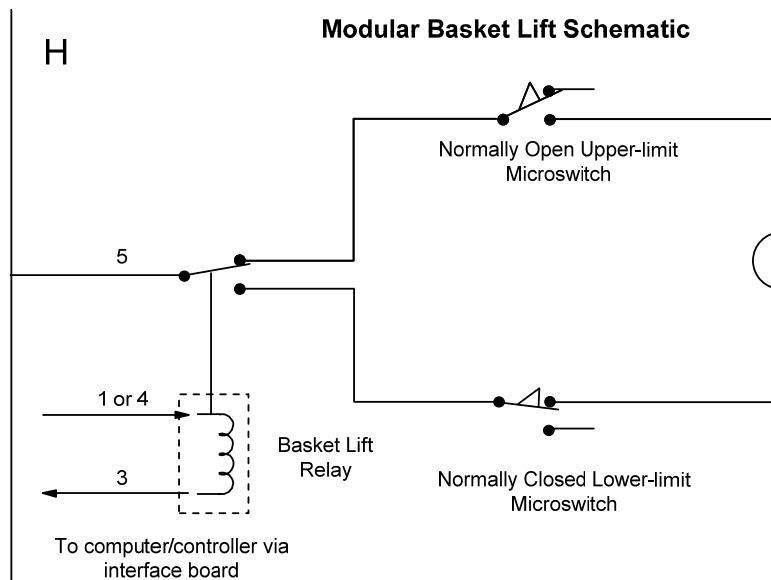 Modular Basket Lift Schematic
H
Normally Open Upper-limit
Microswitch
5
1 or 4
Basket Lift
Relay
3
Normally Closed Lower-limit
Microswitch
To computer/controller via
interface board